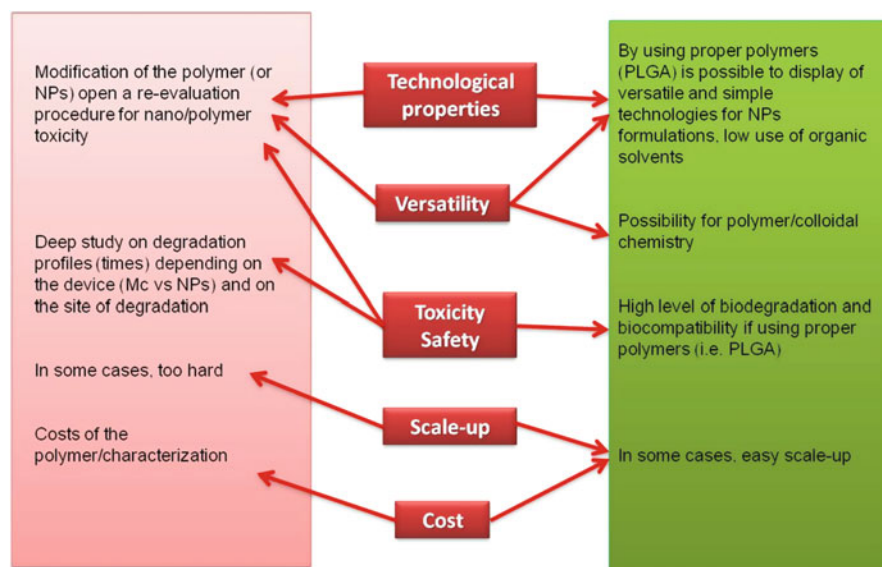 Modification of the polymer (or
NPs) open a re-evaluation
procedure for nano/polymer
toxicity
Deep study on degradation
profiles (times) depending on
the device (Mc vs NPs) and on
the site of degradation
In some cases, too hard
Costs of the
polymer/characterization
Technological
properties
Versatility
Toxicity
Safety
Scale-up
Cost
By using proper polymers
(PLGA) is possible to display of
versatile and simple
technologies for NPs
formulations, low use of organic
solvents
Possibility for polymer/colloidal
chemistry
High level of biodegradation and
biocompatibility if using proper
polymers (i.e. PLGA)
In some cases, easy scale-up